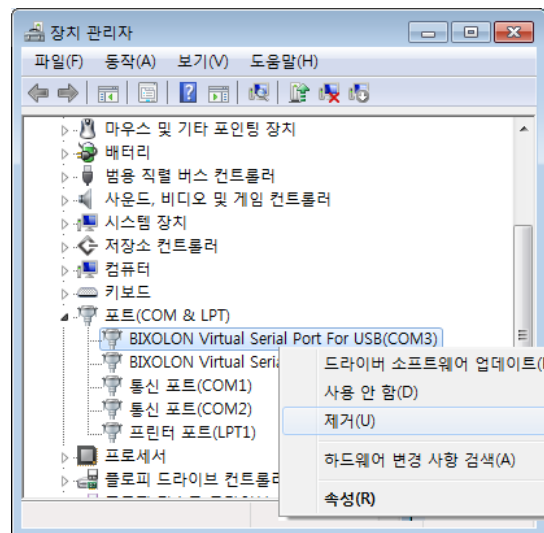 장치 관리자
파일(F) 동작(A) 보기(V) 도움말(H)
마우스 및 기타 포인팅 장치
배터리
범용 직렬 버스 컨트롤러
사운드, 비디오 및 게임 컨트롤러
시스템 장치
저장소 컨트롤러
컴퓨터
키보드
포트(COM & LPT)
BIXOLON Virtual Serial Port For USB(COM3)
BIXOLON Virtual
통신 포트(COM1)
통신 포트(COM2)
프린터 포트(LPT1)
프로세서
플로피 드라이브
드라이버 소프트웨어 업데이트
사용 안 함(D)
제거(U)
하드웨어 변경 사항 검색(A)
속성(R)